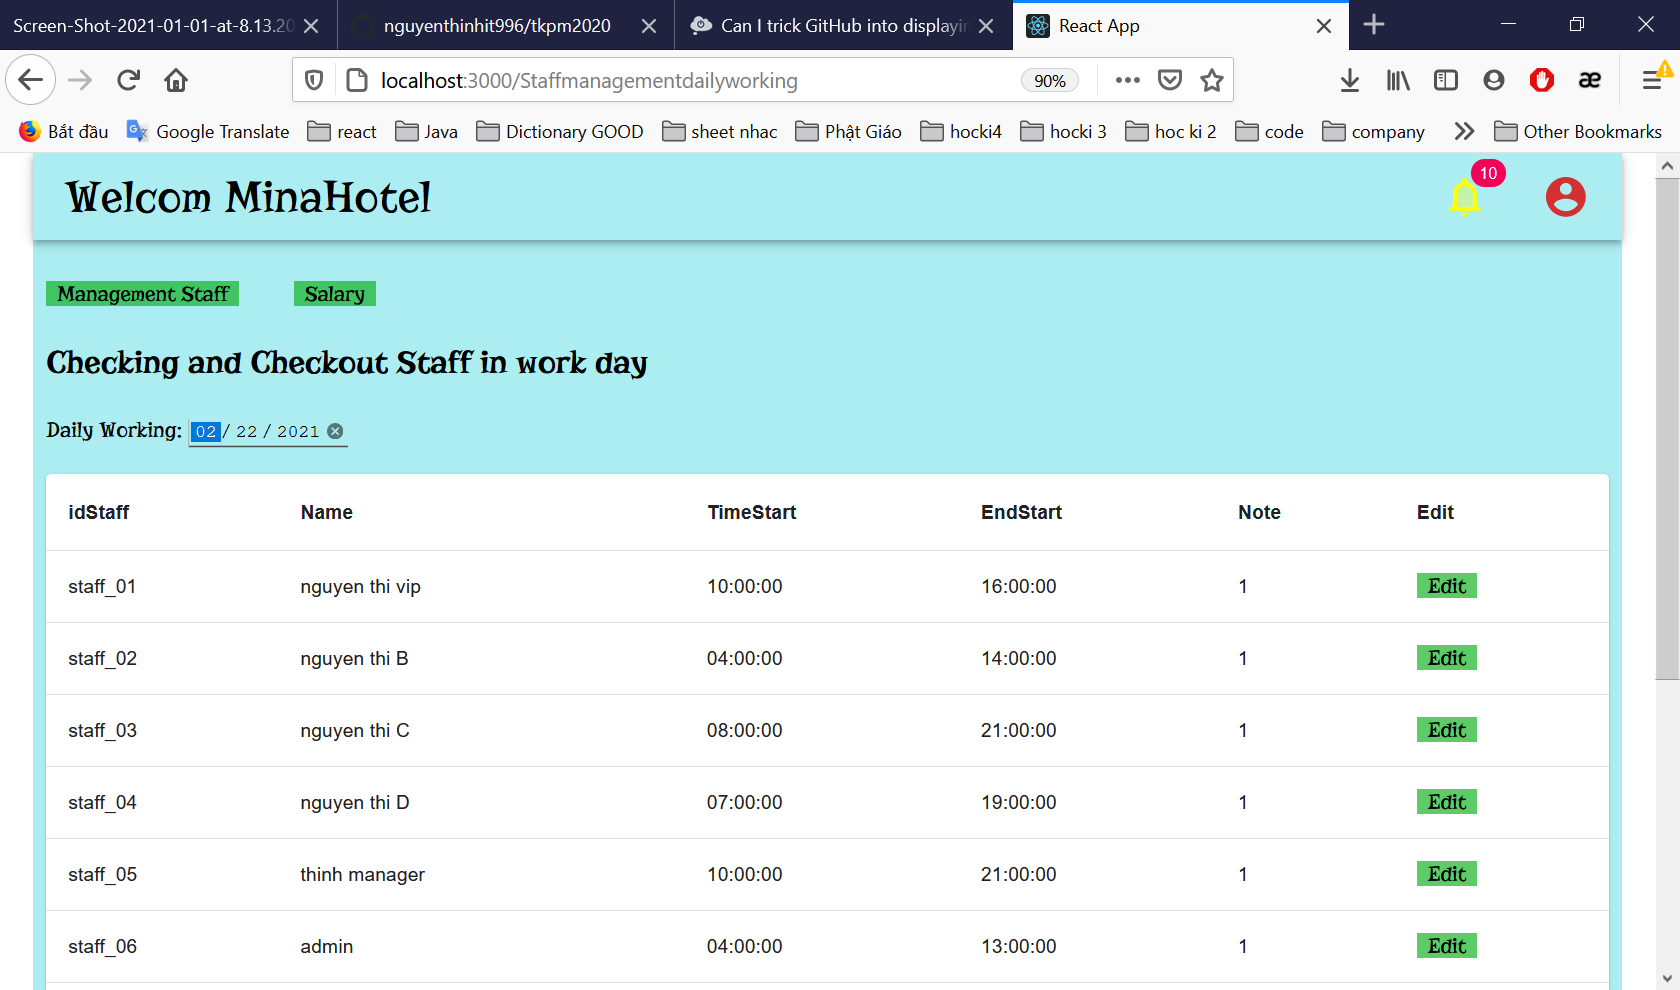 Screen-Shot-2021-01-01-at-8.13.20
nguyenthinhit996/tkpm2020
Can I trick GitHub into displayin
React App
localhost:3000/Staffmanagementdailyworking
90%
Bắt đầu
Google Translate
react
Java
Dictionary GOOD
sheet nhac
Phật Giáo
hocki4
hocki 3
hoc ki 2
code
company
Other Bookmarks
Welcom MinaHotel
10
Management Staff
Salary
Checking and Checkout Staff in work day
Daily Working: 02 / 22 / 2021
idStaff Name TimeStart EndStart Note Edit
staff_01 nguyen thi vip 10:00:00 16:00:00 1 Edit
staff_02 nguyen thi B 04:00:00 14:00:00 1 Edit
staff_03 nguyen thi C 08:00:00 21:00:00 1 Edit
staff_04 nguyen thi D 07:00:00 19:00:00 1 Edit
staff_05 thinh manager 10:00:00 21:00:00 1 Edit
staff_06 admin 04:00:00 13:00:00 1 Edit